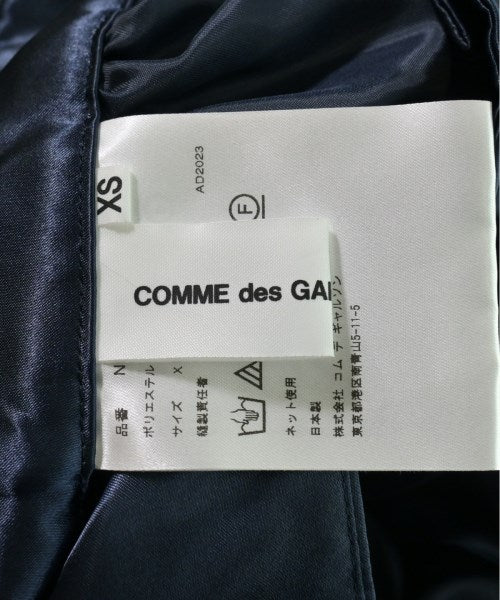 XS
COMME des GA
AD2023
F
品番 N
ポリエステル
サイズ X
縫製責任者
ネット使用
日本製
株式会社 コム デ ギャルソン
東京都港区南青山5-11-5